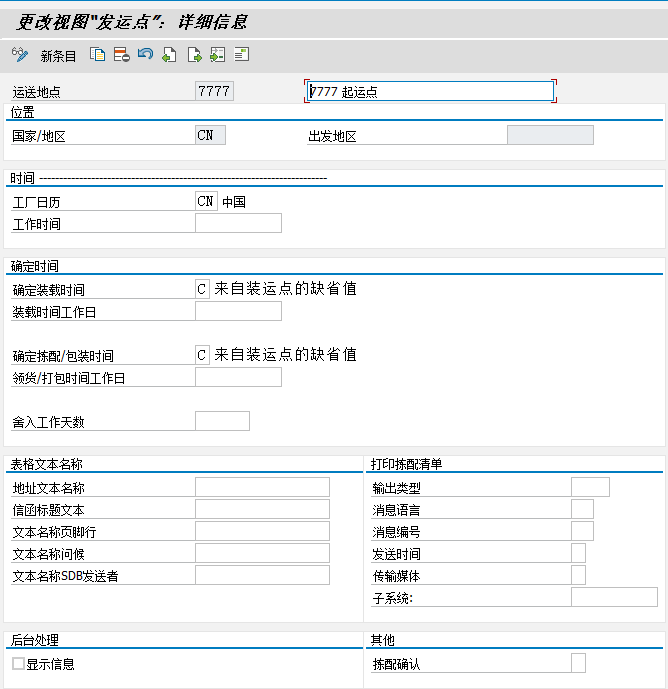 更改视图"发运点": 详细信息
新条目
运送地点 7777 7777 起运点
位置
国家/地区 CN 出发地区
时间 ------------------------------------------------------------------------
工厂日历 CN 中国
工作时间
确定时间
确定装载时间 C 来自装运点的缺省值
装载时间工作日
确定拣配/包装时间 C 来自装运点的缺省值
领货/打包时间工作日
舍入工作天数
表格文本名称 打印拣配清单
地址文本名称 输出类型
信函标题文本 消息语言
文本名称页脚行 消息编号
文本名称问候 发送时间
文本名称SDB发送者 传输媒体
子系统:
后台处理 其他
显示信息 拣配确认